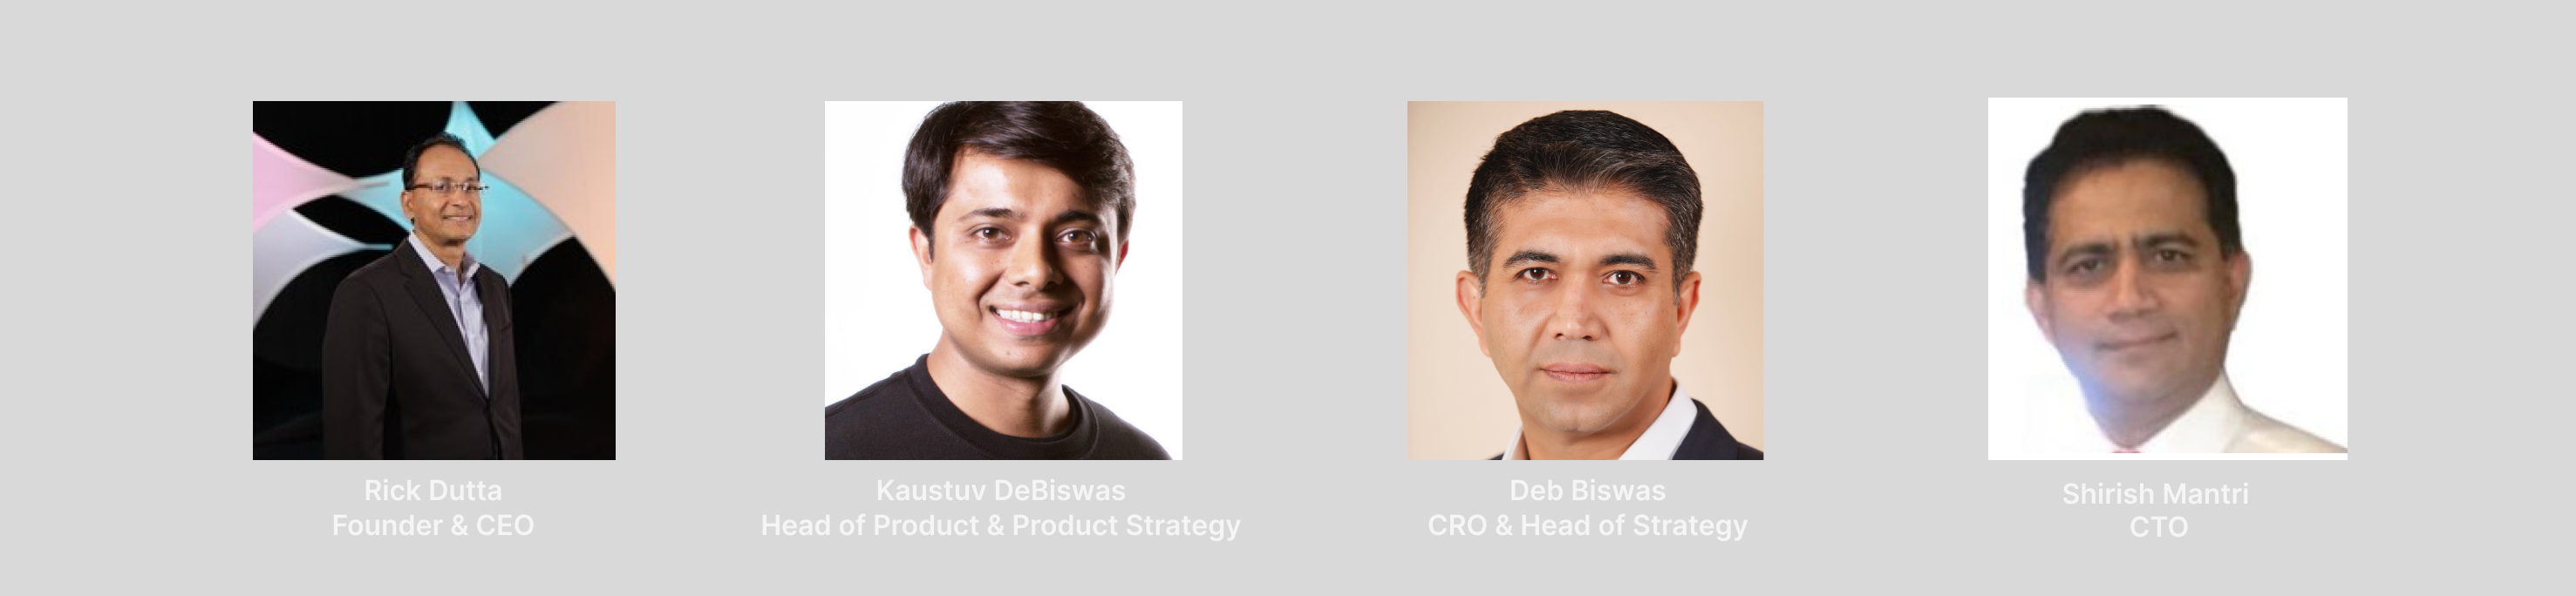 Rick Dutta
Founder & CEO
Kaustuv DeBiswas
Head of Product & Product Strategy
Deb Biswas
CRO & Head of Strategy
Shirish Mantri
CTO